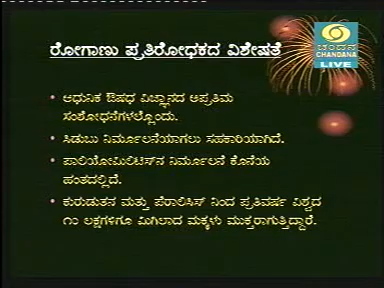 ರೋಗಾಣು ಪ್ರತಿರೋಧಕದ ವಿಶೇಷತೆ
ಚಂದನ
CHANDANA
LIVE
• ಆಧುನಿಕ ಔಷಧ ವಿಜ್ಞಾನದ ಅಪ್ರತಿಮ
ಸಂಶೋಧನೆಗಳಲ್ಲೊಂದು.
• ಸಿಡುಬು ನಿರ್ಮೂಲನೆಯಾಗಲು ಸಹಕಾರಿಯಾಗಿದೆ.
• ಪಾಲಿಯೋಮಿಲಿಟಿಸ್‌ನ ನಿರ್ಮೂಲನೆ ಕೊನೆಯ
ಹಂತದಲ್ಲಿದೆ.
• ಕುರುಡುತನ ಮತ್ತು ಪೆರಾಲಿಸಿಸ್ ನಿಂದ ಪ್ರತಿವರ್ಷ ವಿಶ್ವದ
೧೦ ಲಕ್ಷಗಳಿಗೂ ಮಿಗಿಲಾದ ಮಕ್ಕಳು ಮುಕ್ತರಾಗುತ್ತಿದ್ದಾರೆ.